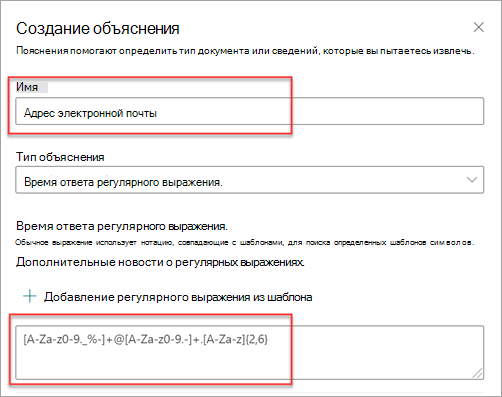 Создание объяснения
Пояснения помогают определить тип документа или сведений, которые вы пытаетесь извлечь.
Имя
Адрес электронной почты
Тип объяснения
Время ответа регулярного выражения.
Время ответа регулярного выражения.
Обычное выражение использует нотацию, совпадающие с шаблонами, для поиска определенных шаблонов символов.
Дополнительные новости о регулярных выражениях.
Добавление регулярного выражения из шаблона
[A-Za-z0-9._%-]+@[A-Za-z0-9.-]+.[A-Za-z](2,6)